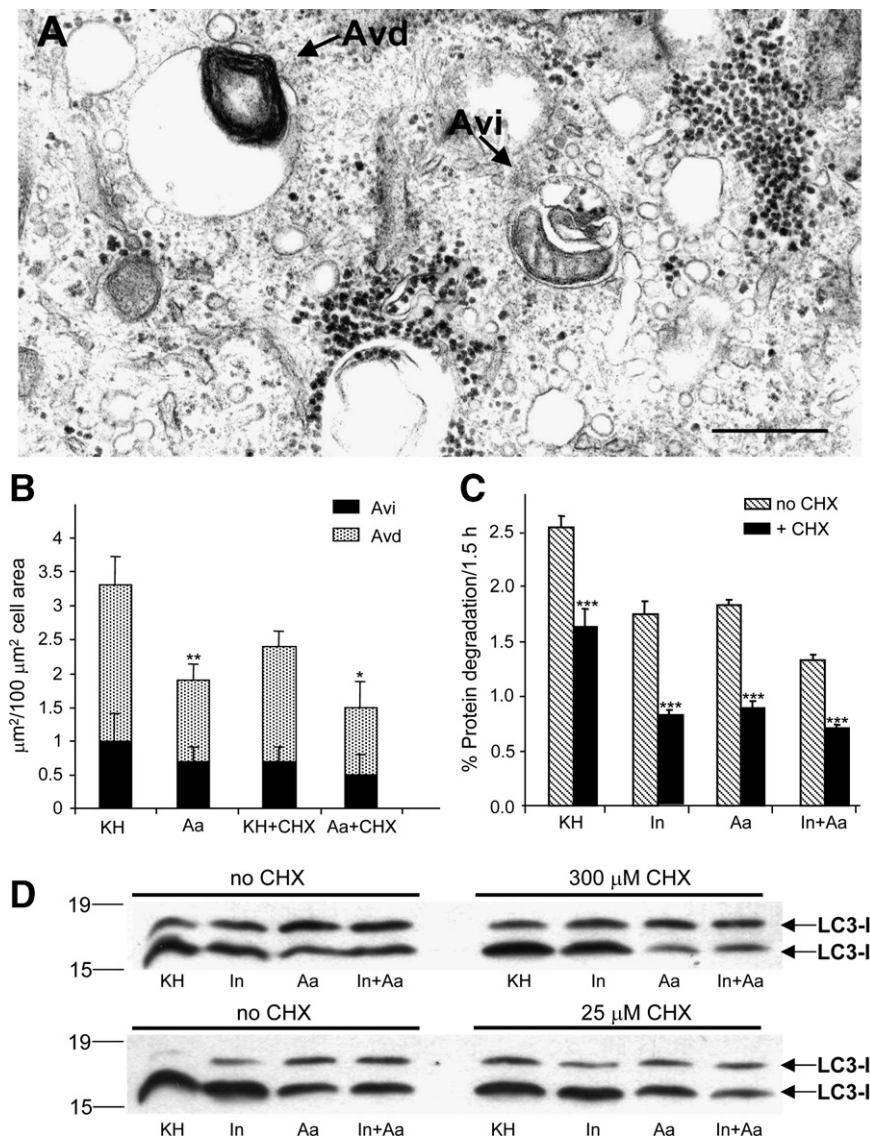 A
Avd
Avi
B
Avi
Avd
4
3.5
3
2.5
2
1.5
1
0.5
0
μm²/100 μm² cell area
**
*
KH Aa KH+CHX Aa+CHX
C
no CHX
+ CHX
2.5
2.0
1.5
1.0
0.5
0.0
% Protein degradation/1.5 h
***
***
***
***
KH In Aa In+Aa
D
no CHX 300 μM CHX
19
LC3-I
LC3-I
15
KH In Aa In+Aa KH In Aa In+Aa
no CHX 25 μM CHX
19
LC3-I
LC3-I
15
KH In Aa In+Aa KH In Aa In+Aa